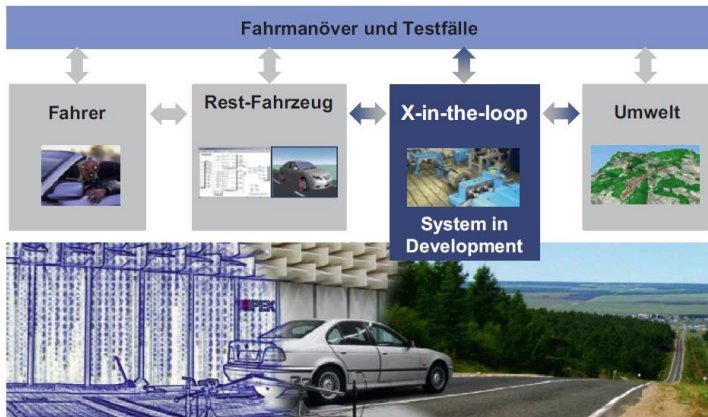 Fahrmanöver und Testfälle
Fahrer
Rest-Fahrzeug
X-in-the-loop
Umwelt
System in
Development
IPEK